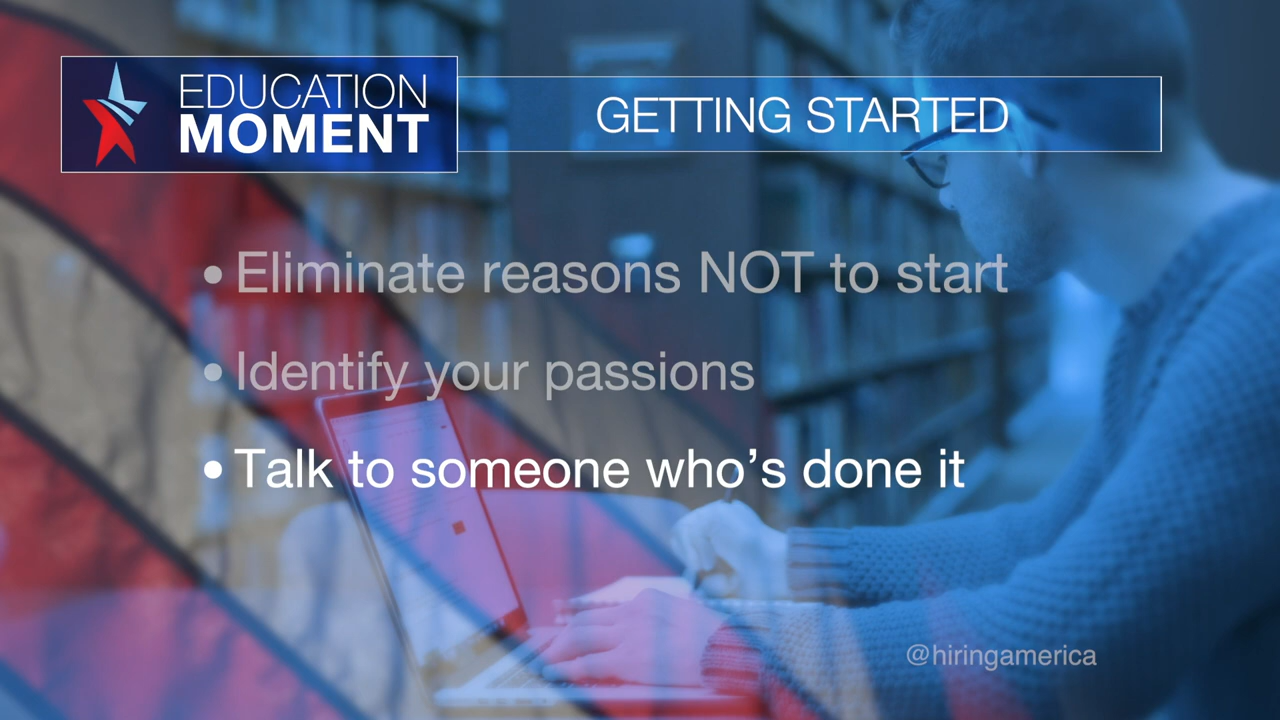 EDUCATION
MOMENT
GETTING STARTED
• Eliminate reasons NOT to start
• Identify your passions
• Talk to someone who’s done it
@hiringamerica